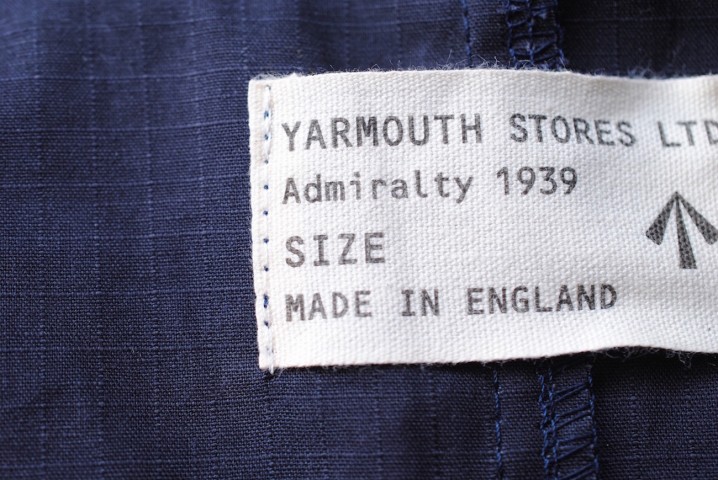 YARMOUTH STORES LTD
Admiralty 1939
SIZE
MADE IN ENGLAND